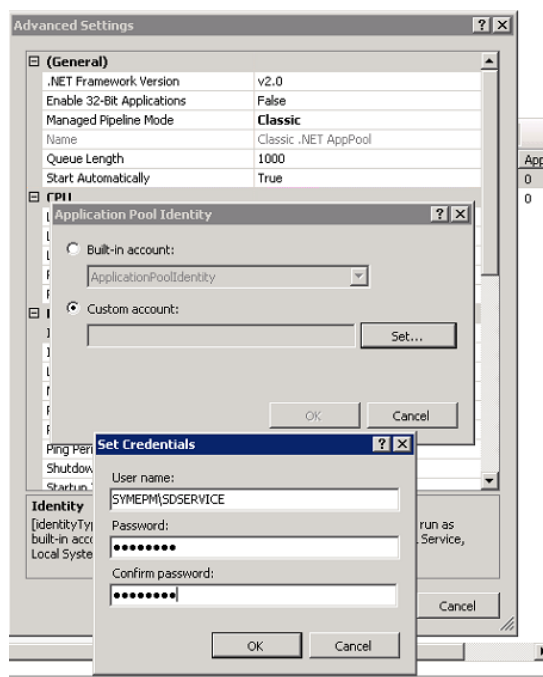 Advanced Settings
(General)
.NET Framework Version v2.0
Enable 32-Bit Applications False
Managed Pipeline Mode Classic
Name Classic .NET AppPool
Queue Length 1000
Start Automatically True
CPU
App
0
0
Application Pool Identity
Built-in account:
ApplicationPoolIdentity
Custom account:
Set...
OK Cancel
Ping Peri
Shutdow
Startup
Set Credentials
User name:
SYMEPM\SDSERVICE
Password:
●●●●●●●●
Confirm password:
●●●●●●●●
OK Cancel
Identity
[identityTyp run as
built-in acco Service,
Local Syste
Cancel